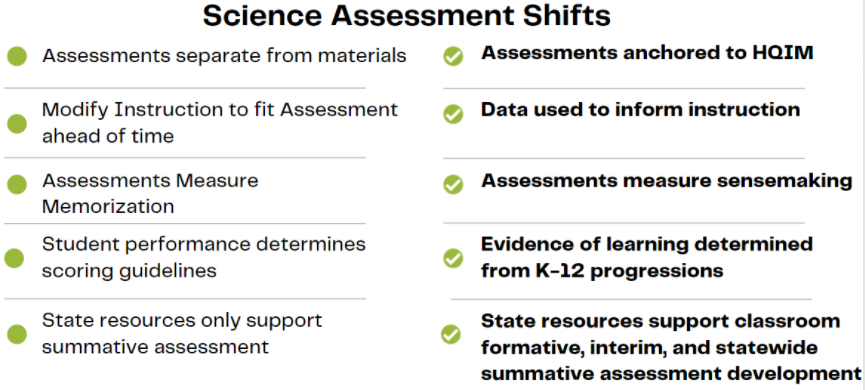 Science Assessment Shifts
Assessments separate from materials
Assessments anchored to HQIM
Modify Instruction to fit Assessment
ahead of time
Data used to inform instruction
Assessments Measure
Memorization
Assessments measure sensemaking
Student performance determines
scoring guidelines
Evidence of learning determined
from K-12 progressions
State resources only support
summative assessment
State resources support classroom
formative, interim, and statewide
summative assessment development